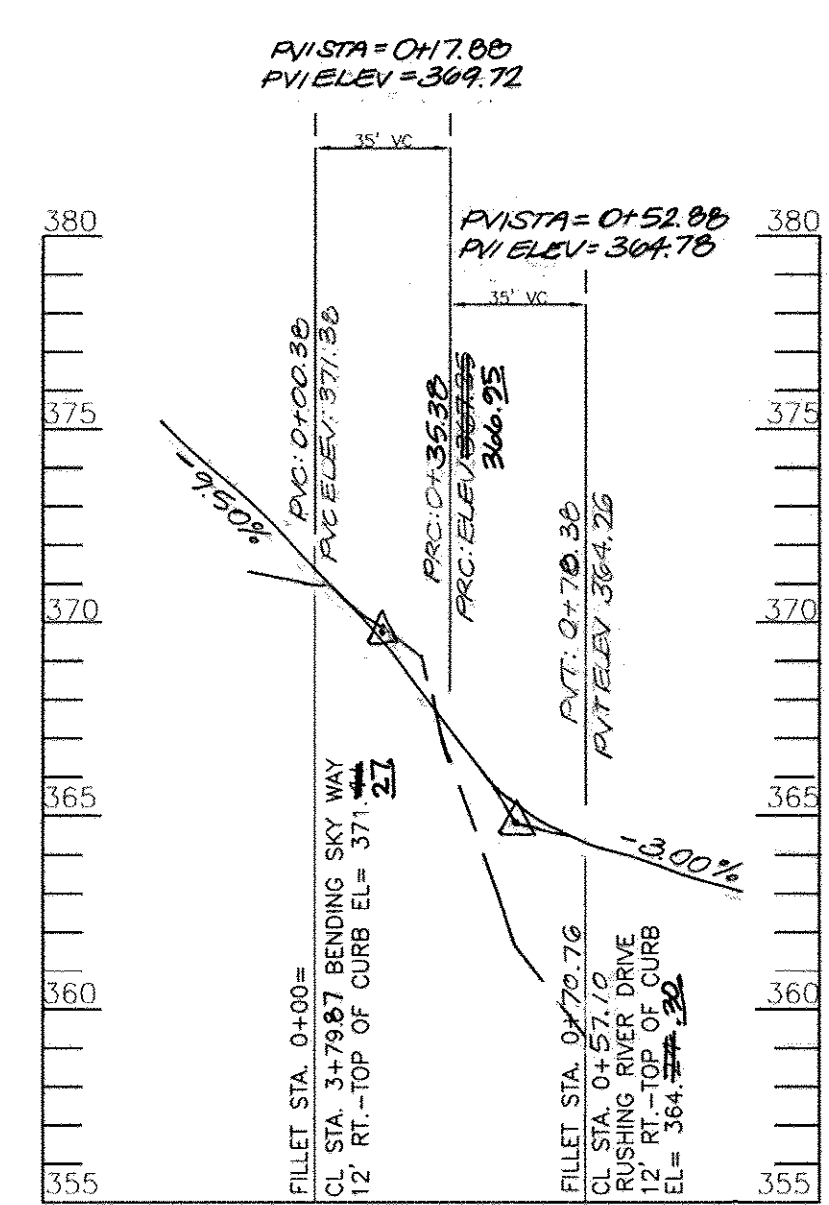 PVI STA = 0+17.88
PVI ELEV = 369.72
35' VC
PVI STA = 0+52.88
PVI ELEV = 364.78
35' VC
380
380
375
375
370
370
365
365
360
360
355
355
-9.50%
PVC: 0+00.38
PVC ELEV: 371.38
PRC: 0+35.38
PRC: ELEV
366.95
PVT: 0+70.38
PVT ELEV 364.26
-3.00%
FILLET STA. 0+00=
CL STA. 3+79.87 BENDING SKY WAY
12' RT.-TOP OF CURB EL= 371.
27
FILLET STA. 0+70.76
CL STA. 0+57.10
RUSHING RIVER DRIVE
12' RT.-TOP OF CURB
EL= 364. .30